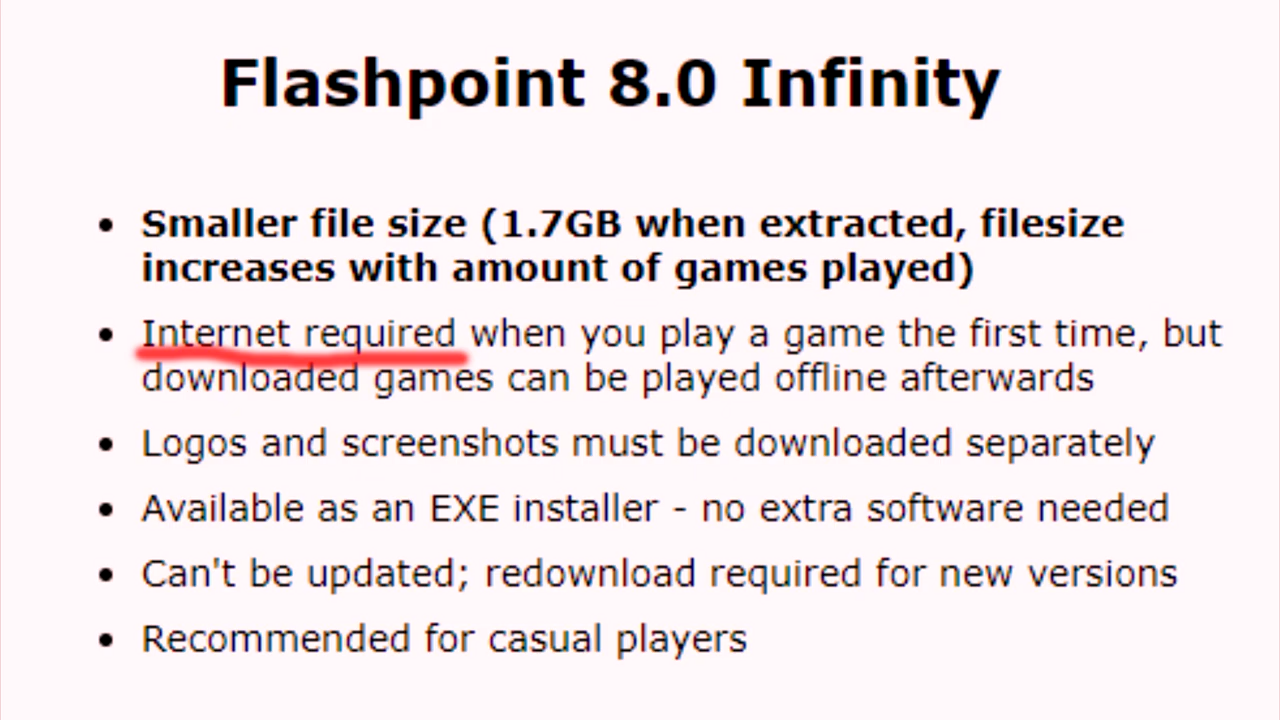 Flashpoint 8.0 Infinity
• Smaller file size (1.7GB when extracted, filesize
increases with amount of games played)
• Internet required when you play a game the first time, but
downloaded games can be played offline afterwards
• Logos and screenshots must be downloaded separately
• Available as an EXE installer - no extra software needed
• Can't be updated; redownload required for new versions
• Recommended for casual players